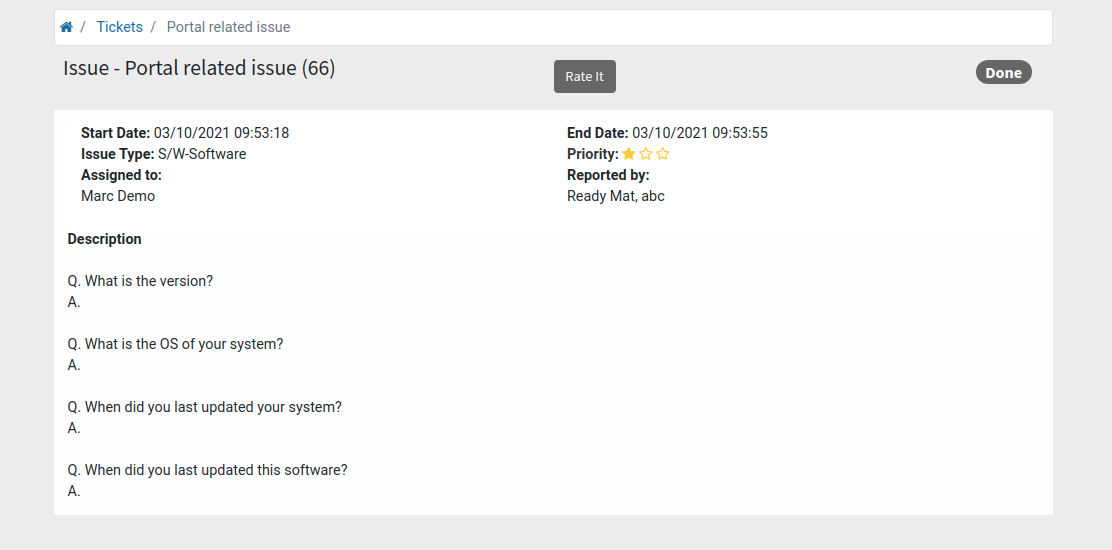 / Tickets / Portal related issue
Issue - Portal related issue (66)
Rate It
Done
Start Date: 03/10/2021 09:53:18
End Date: 03/10/2021 09:53:55
Issue Type: S/W-Software
Priority:
Assigned to:
Reported by:
Marc Demo
Ready Mat, abc
Description
Q. What is the version?
A.
Q. What is the OS of your system?
A.
Q. When did you last updated your system?
A.
Q. When did you last updated this software?
A.